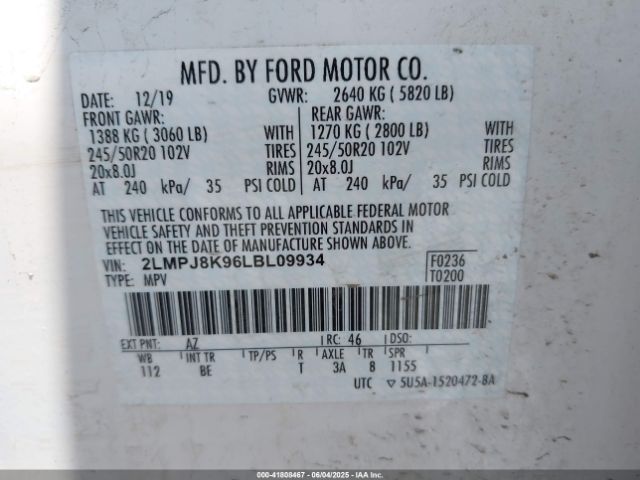 MFD. BY FORD MOTOR CO.
DATE: 12/19 GVWR: 2640 KG ( 5820 LB)
FRONT GAWR: REAR GAWR:
1388 KG ( 3060 LB) WITH 1270 KG ( 2800 LB) WITH
245/50R20 102V TIRES 245/50R20 102V TIRES
20x8.0J RIMS 20x8.0J RIMS
AT 240 kPa/ 35 PSI COLD AT 240 kPa/ 35 PSI COLD
THIS VEHICLE CONFORMS TO ALL APPLICABLE FEDERAL MOTOR
VEHICLE SAFETY AND THEFT PREVENTION STANDARDS IN
EFFECT ON THE DATE OF MANUFACTURE SHOWN ABOVE.
VIN: 2LMPJ8K96LBL09934 F0236
TYPE: MPV T0200
EXT PNT: AZ RC: 46 DSO:
WB INT TR TP/PS R AXLE TR SPR
112 BE T 3A 8 1155
UTC ▽ 5U5A-1520472-BA
000-41808467 - 06/04/2025 - IAA Inc.